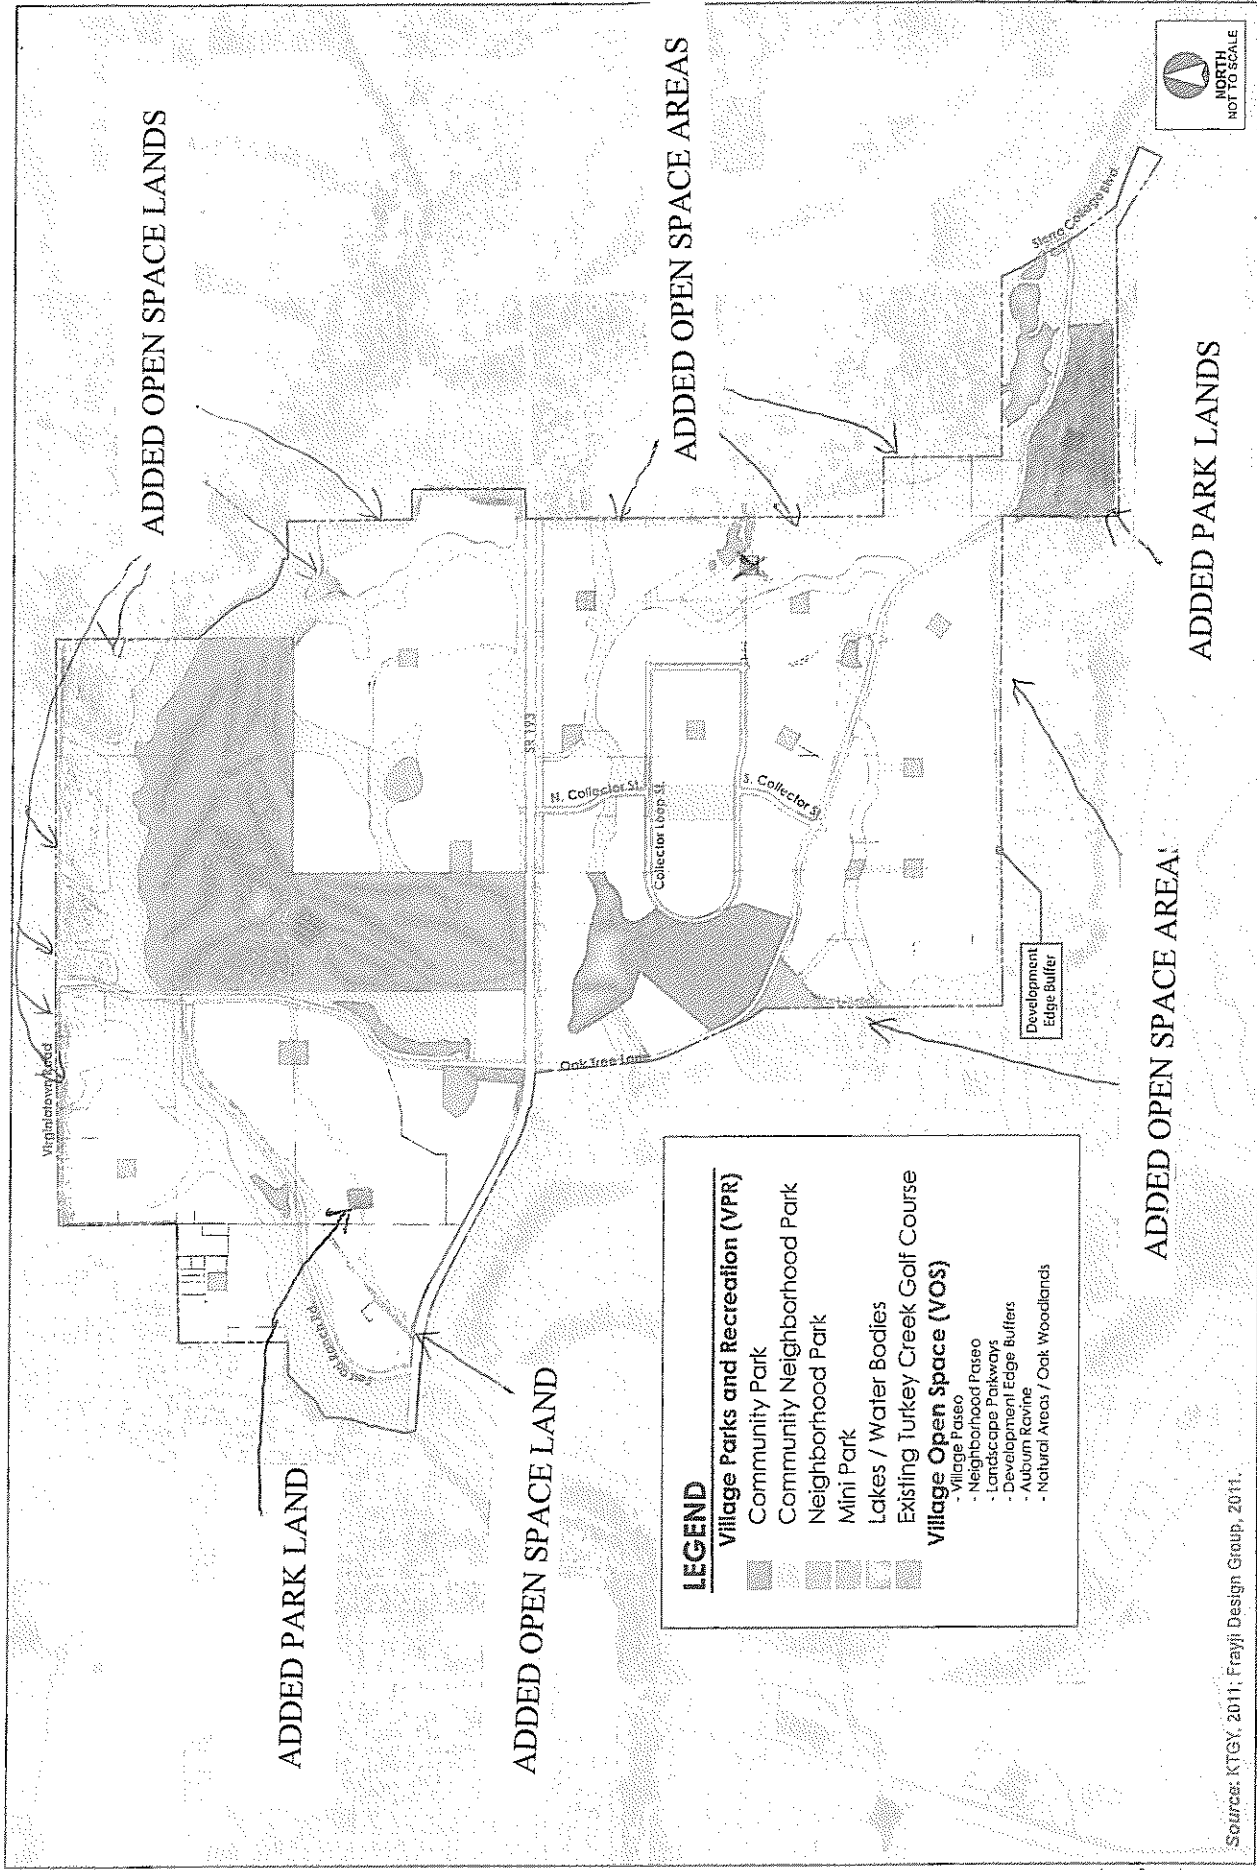 ADDED OPEN SPACE LANDS
ADDED OPEN SPACE AREAS
ADDED PARK LANDS
ADDED OPEN SPACE AREA
ADDED OPEN SPACE LAND
ADDED PARK LAND
Virginiatown Road
SR 193
N. Collector St.
S. Collector St
Collector Loop St.
Oak Tree Lane
Sierra College Blvd.
Development
Edge Buffer
LEGEND
Village Parks and Recreation (VPR)
Community Park
Community Neighborhood Park
Neighborhood Park
Mini Park
Lakes / Water Bodies
Existing Turkey Creek Golf Course
Village Open Space (VOS)
- Village Paseo
- Neighborhood Paseo
- Landscape Parkways
- Development Edge Buffers
- Auburn Ravine
- Natural Areas / Oak Woodlands
NORTH
NOT TO SCALE
Source: KTGY, 2011; Frayji Design Group, 2011.